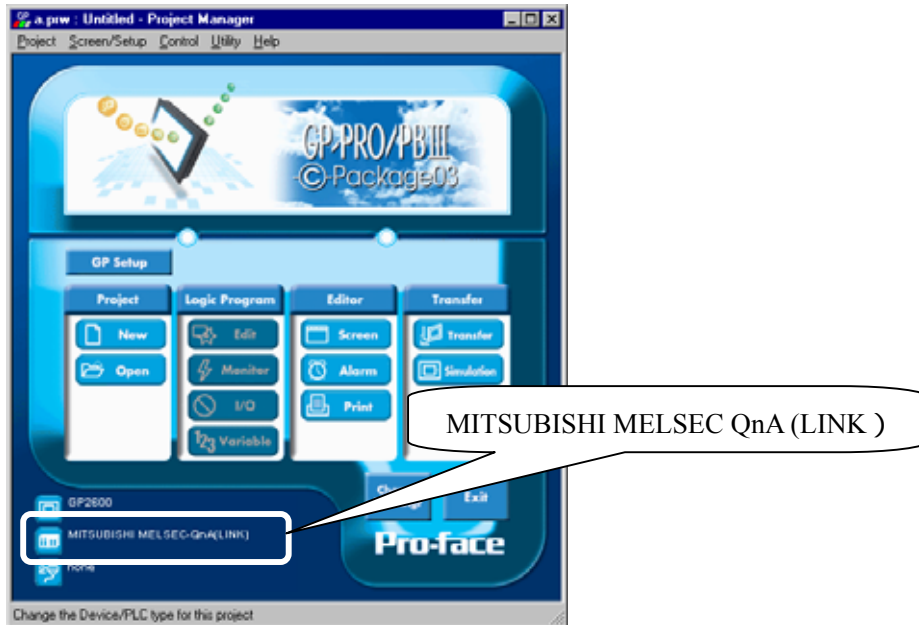 a.prw : Untitled - Project Manager
Project Screen/Setup Control Utility Help
GP-PRO/PBIII
-©-Package03
GP Setup
Project Logic Program Editor Transfer
New Edit Screen Transfer
Open Monitor Alarm Simulation
I/O Print
123 Variable
MITSUBISHI MELSEC QnA (LINK )
GP2600
Exit
MITSUBISHI MELSEC-QnA(LINK)
Pro-face
none
Change the Device/PLC type for this project